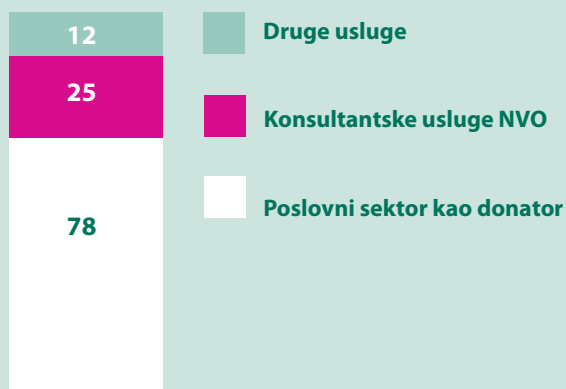 12
Druge usluge
25
Konsultantske usluge NVO
78
Poslovni sektor kao donator